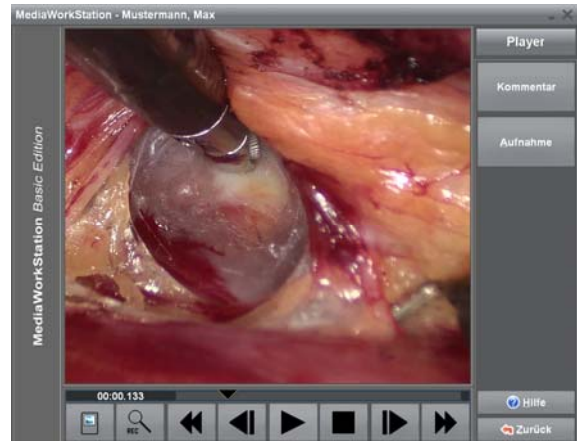 MediaWorkStation - Mustermann, Max
Player
Kommentar
Aufnahme
MediaWorkStation Basic Edition
00:00.133
REC
Hilfe
Zurück